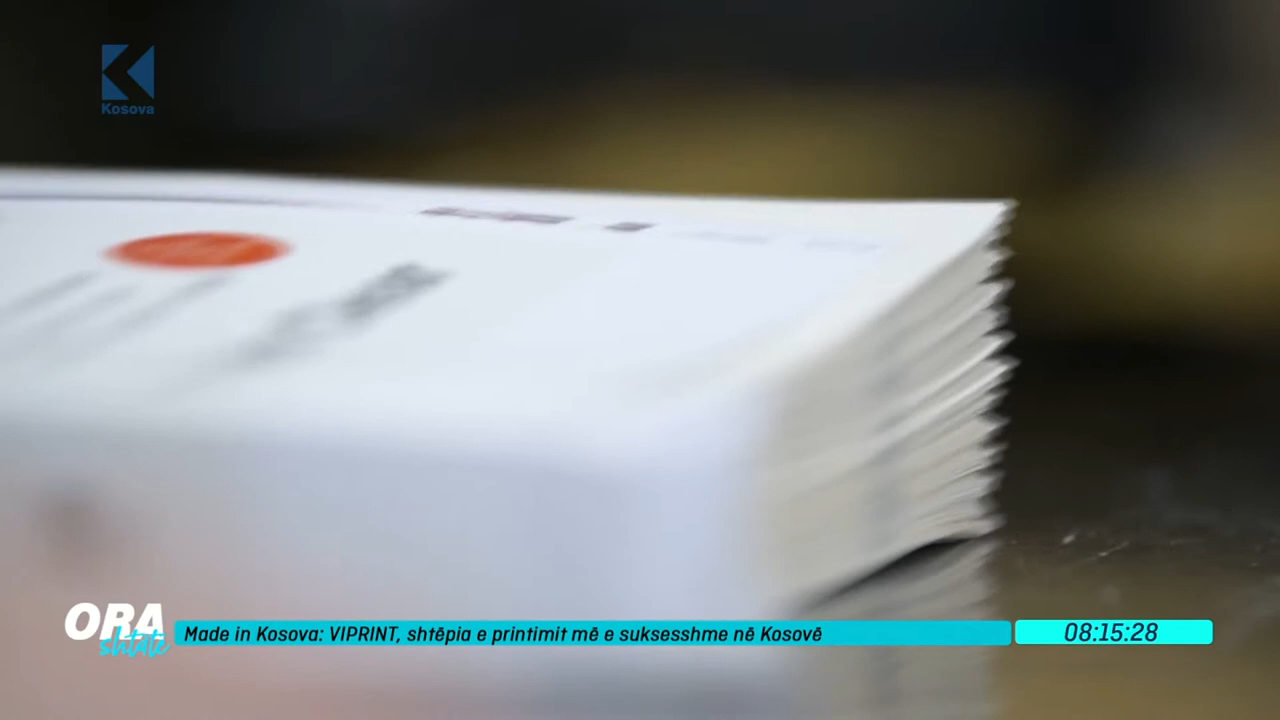 Kosova
ORA
shtatë
Made in Kosova: VIPRINT, shtëpia e printimit më e suksesshme në Kosovë
08:15:28